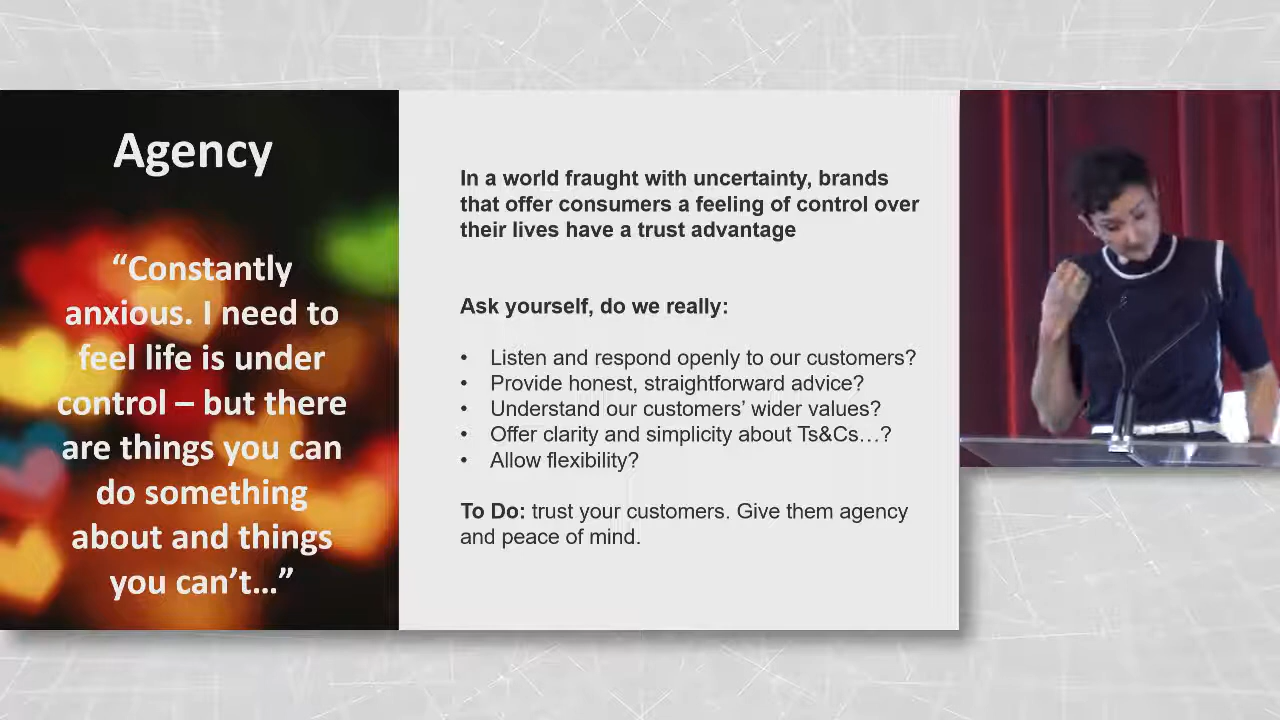 Agency
“Constantly
anxious. I need to
feel life is under
control – but there
are things you can
do something
about and things
you can’t…”
In a world fraught with uncertainty, brands
that offer consumers a feeling of control over
their lives have a trust advantage
Ask yourself, do we really:
• Listen and respond openly to our customers?
• Provide honest, straightforward advice?
• Understand our customers’ wider values?
• Offer clarity and simplicity about Ts&Cs…?
• Allow flexibility?
To Do: trust your customers. Give them agency
and peace of mind.